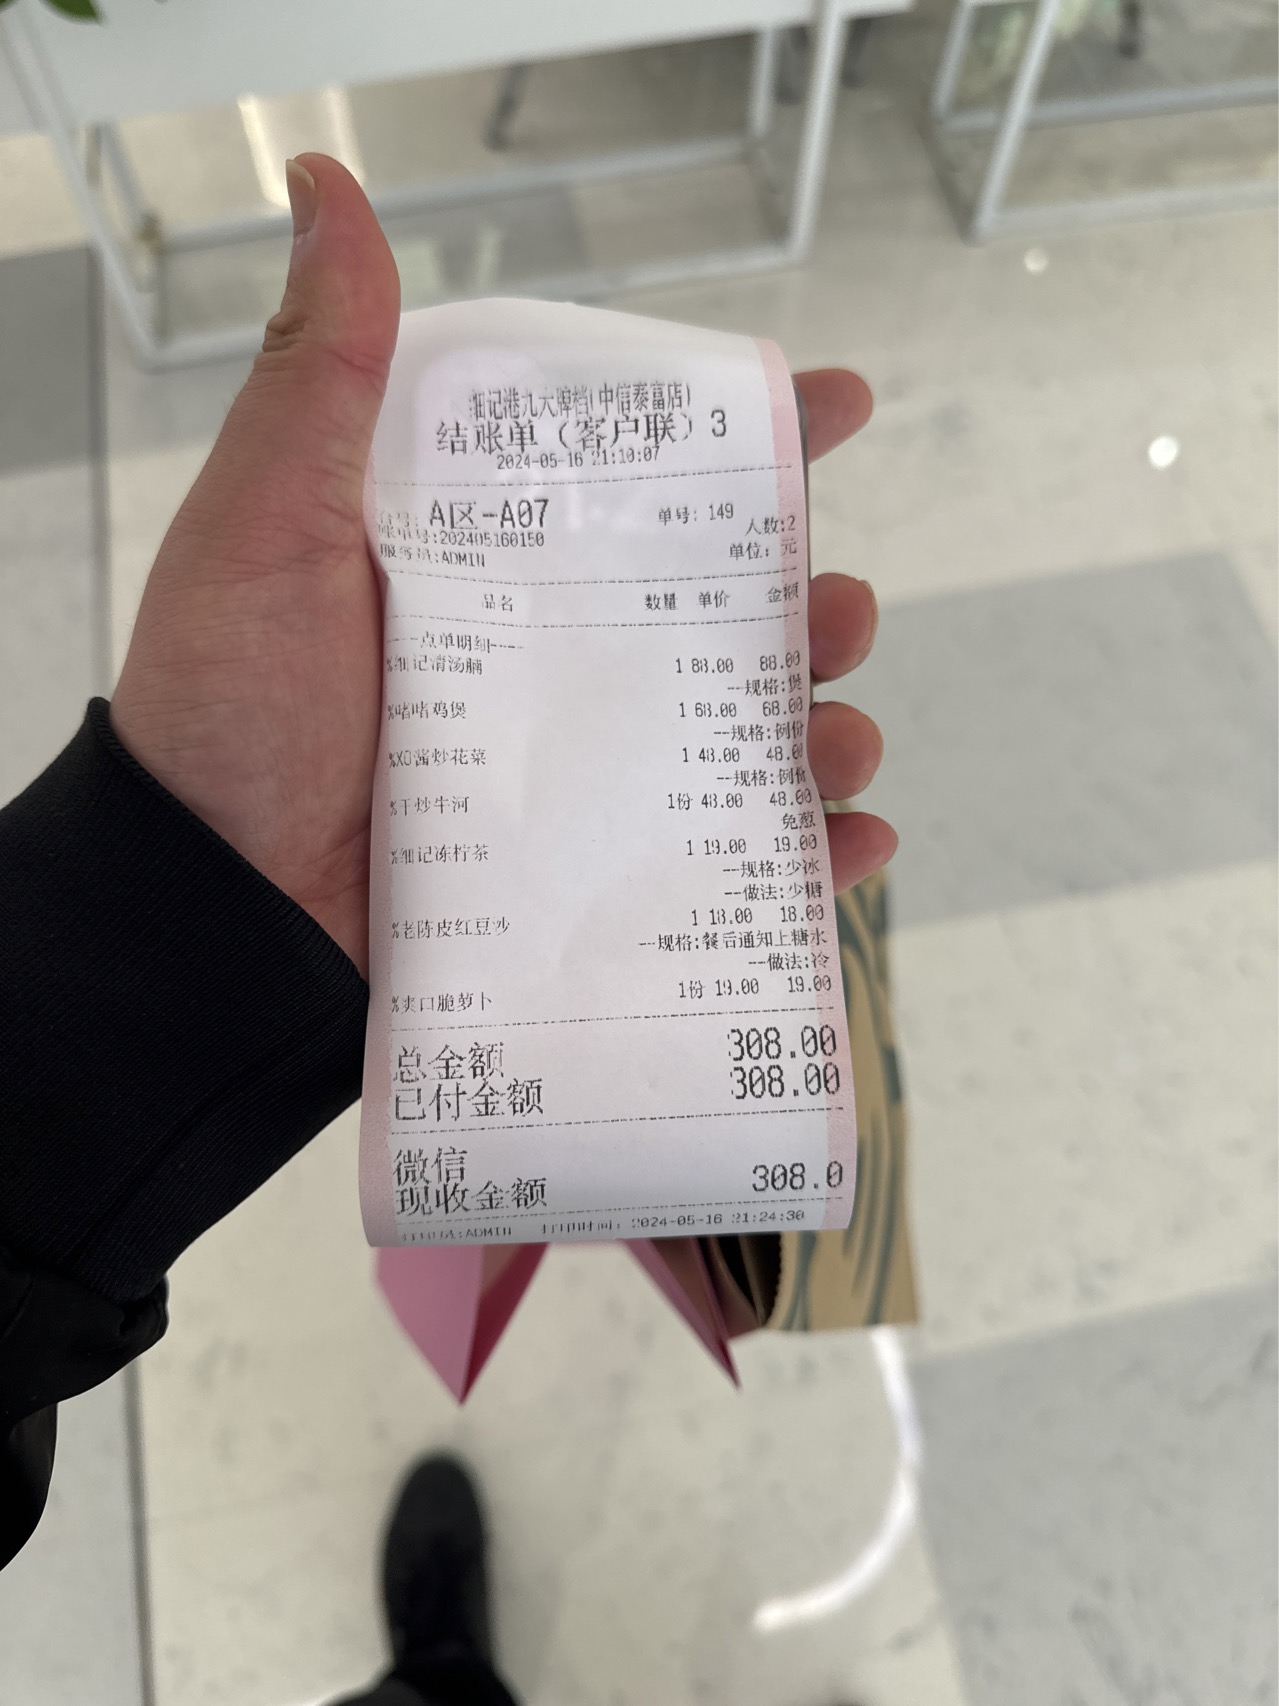 细记港九大牌档(中信泰富店)
结账单（客户联）3
2024-05-16 21:10:07
台号: A区-A07 单号: 149
账单号:202405160150 人数:2
服务员:ADMIN 单位: 元
品名 数量 单价 金额
----点单明细----
%细记清汤腩 1 88.00 88.00
--规格:煲
%啫啫鸡煲 1 68.00 68.00
--规格:例份
%XO酱炒花菜 1 48.00 48.00
--规格:例份
%干炒牛河 1份 48.00 48.00
免葱
%细记冻柠茶 1 19.00 19.00
--规格:少冰
--做法:少糖
%老陈皮红豆沙 1 18.00 18.00
--规格:餐后通知上糖水
--做法:冷
%爽口脆萝卜 1份 19.00 19.00
总金额 308.00
已付金额 308.00
微信
现收金额 308.0
打印员:ADMIN 打印时间: 2024-05-16 21:24:30